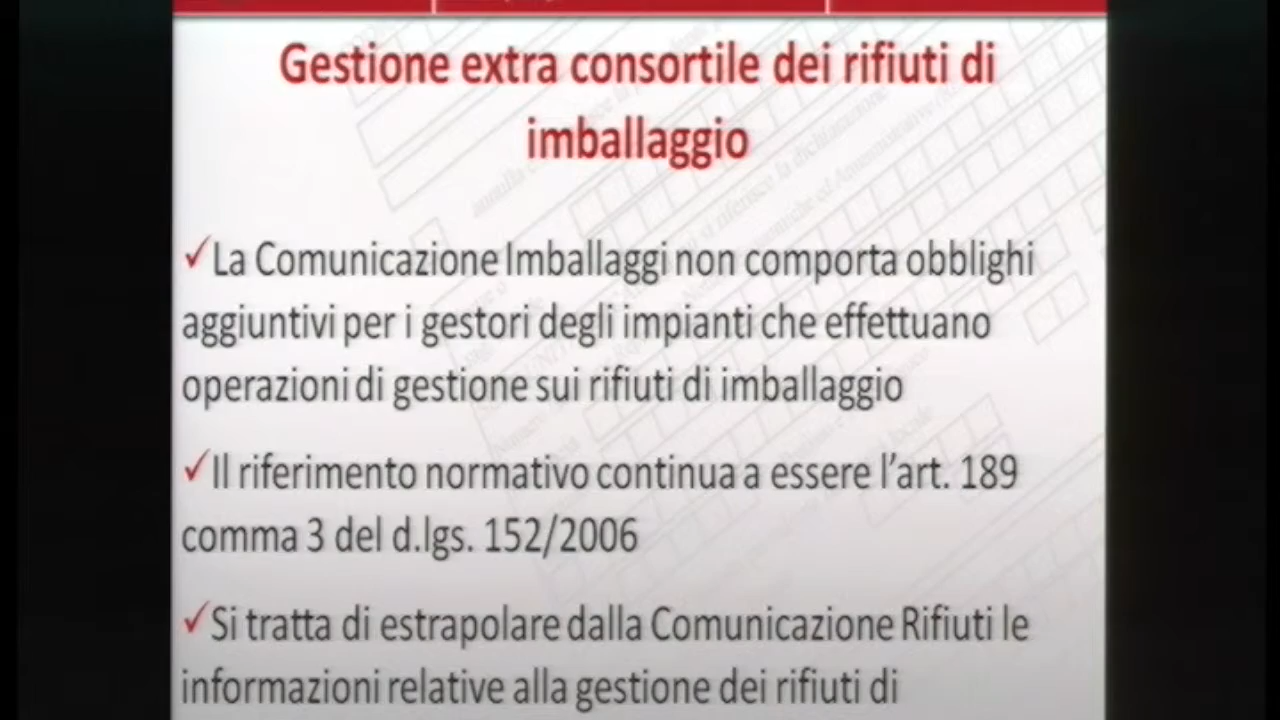 Gestione extra consortile dei rifiuti di
imballaggio
✓La Comunicazione Imballaggi non comporta obblighi
aggiuntivi per i gestori degli impianti che effettuano
operazioni di gestione sui rifiuti di imballaggio
✓Il riferimento normativo continua a essere l'art. 189
comma 3 del d.lgs. 152/2006
✓Si tratta di estrapolare dalla Comunicazione Rifiuti le
informazioni relative alla gestione dei rifiuti di